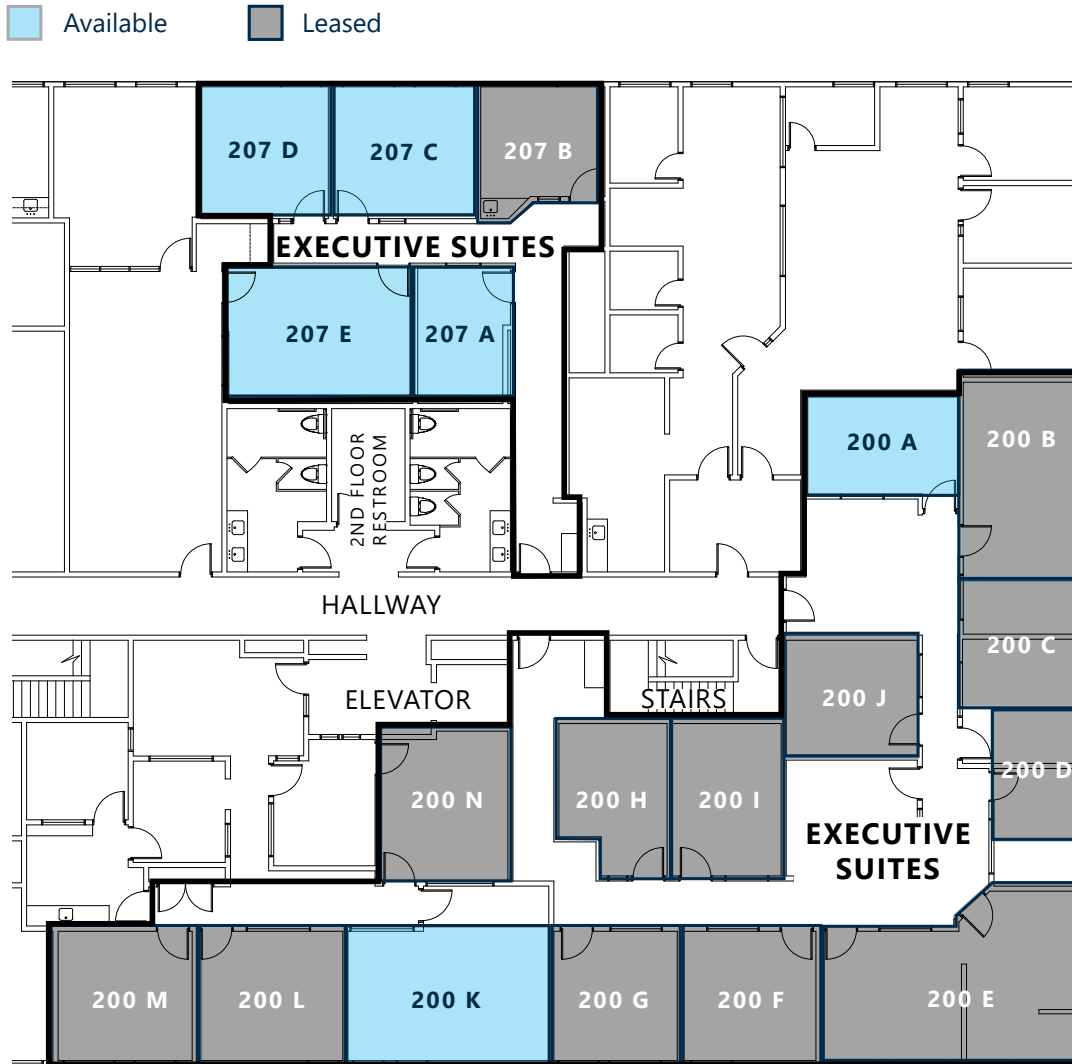 Available
Leased
207 D
207 C
207 B
EXECUTIVE SUITES
207 E
207 A
2ND FLOOR
RESTROOM
200 A
200 B
HALLWAY
200 C
ELEVATOR
STAIRS
200 J
200 D
200 N
200 H
200 I
EXECUTIVE
SUITES
200 M
200 L
200 K
200 G
200 F
200 E